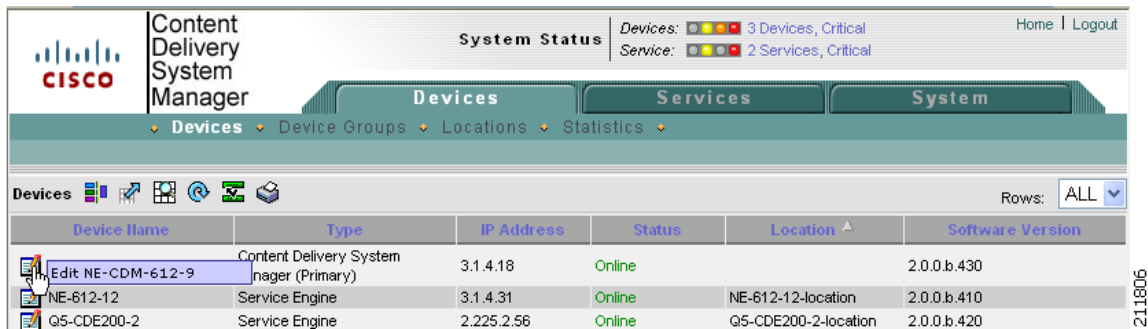 CISCO
Content
Delivery
System
Manager
System Status
Devices: 3 Devices, Critical
Service: 2 Services, Critical
Home | Logout
Devices Services System
Devices Device Groups Locations Statistics
Devices Rows: ALL
Device Name Type IP Address Status Location Software Version
Edit NE-CDM-612-9 Content Delivery System
nager (Primary) 3.1.4.18 Online 2.0.0.b.430
NE-612-12 Service Engine 3.1.4.31 Online NE-612-12-location 2.0.0.b.410
Q5-CDE200-2 Service Engine 2.225.2.56 Online Q5-CDE200-2-location 2.0.0.b.420
211806